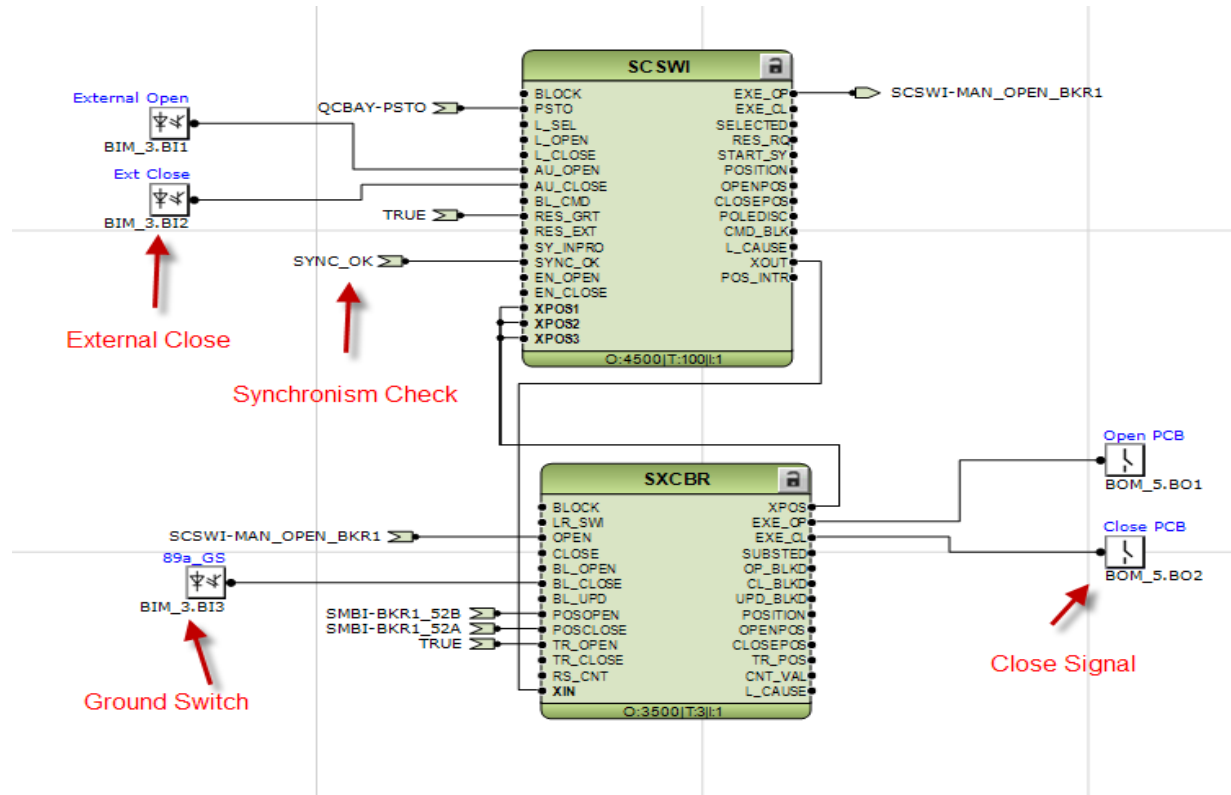 SCSWI
External Open
BIM_3.BI1
Ext Close
BIM_3.BI2
External Close
QCBAY-PSTO
TRUE
SYNC_OK
Synchronism Check
BLOCK
PSTO
L_SEL
L_OPEN
L_CLOSE
AU_OPEN
AU_CLOSE
BL_CMD
RES_GRT
RES_EXT
SY_INPRO
SYNC_OK
EN_OPEN
EN_CLOSE
XPOS1
XPOS2
XPOS3
EXE_OP
EXE_CL
SELECTED
RES_RQ
START_SY
POSITION
OPENPOS
CLOSEPOS
POLEDISC
CMD_BLK
L_CAUSE
XOUT
POS_INTR
O:4500|T:100|I:1
SCSWI-MAN_OPEN_BKR1
SXCBR
SCSWI-MAN_OPEN_BKR1
89a_GS
BIM_3.BI3
Ground Switch
SMBI-BKR1_52B
SMBI-BKR1_52A
TRUE
BLOCK
LR_SWI
OPEN
CLOSE
BL_OPEN
BL_CLOSE
BL_UPD
POSOPEN
POSCLOSE
TR_OPEN
TR_CLOSE
RS_CNT
XIN
XPOS
EXE_OP
EXE_CL
SUBSTED
OP_BLKD
CL_BLKD
UPD_BLKD
POSITION
OPENPOS
CLOSEPOS
TR_POS
CNT_VAL
L_CAUSE
O:3500|T:3|I:1
Open PCB
BOM_5.BO1
Close PCB
BOM_5.BO2
Close Signal